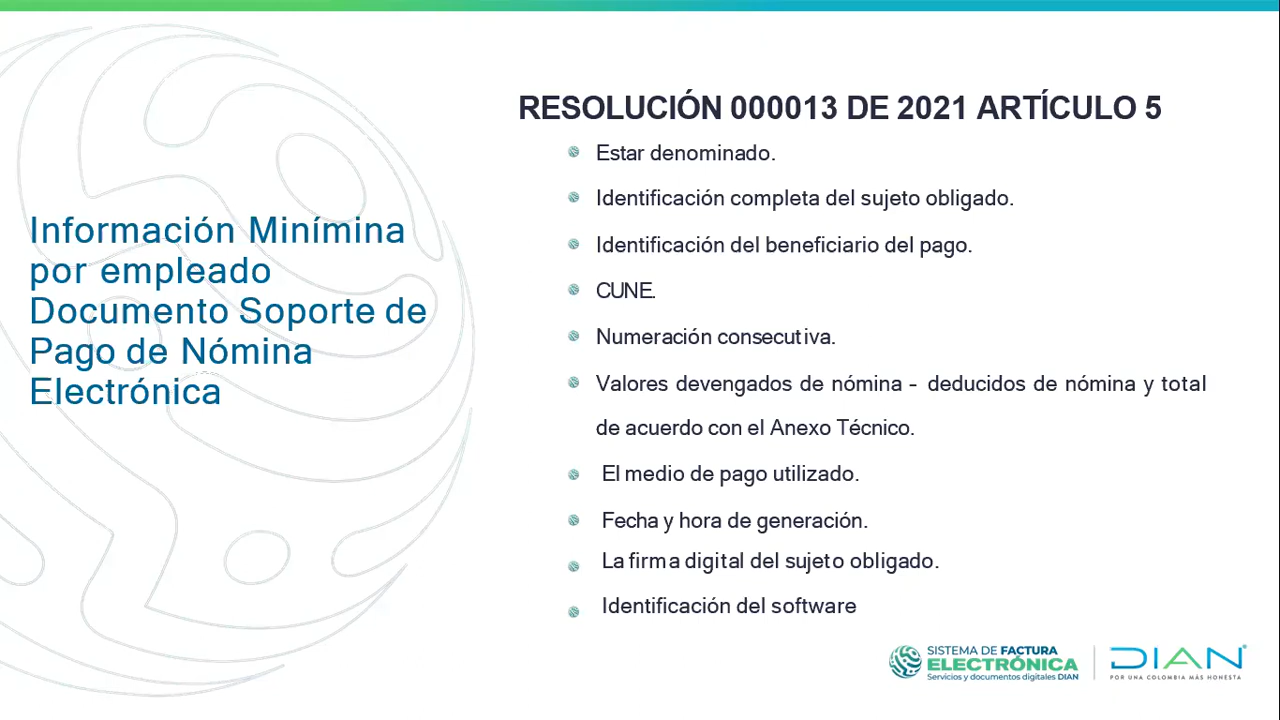 RESOLUCIÓN 000013 DE 2021 ARTÍCULO 5
Estar denominado.
Identificación completa del sujeto obligado.
Identificación del beneficiario del pago.
CUNE.
Numeración consecutiva.
Valores devengados de nómina - deducidos de nómina y total
de acuerdo con el Anexo Técnico.
El medio de pago utilizado.
Fecha y hora de generación.
La firma digital del sujeto obligado.
Identificación del software
Información Minímina
por empleado
Documento Soporte de
Pago de Nómina
Electrónica
SISTEMA DE FACTURA
ELECTRÓNICA
Servicios y documentos digitales DIAN
DIAN
POR UNA COLOMBIA MÁS HONESTA